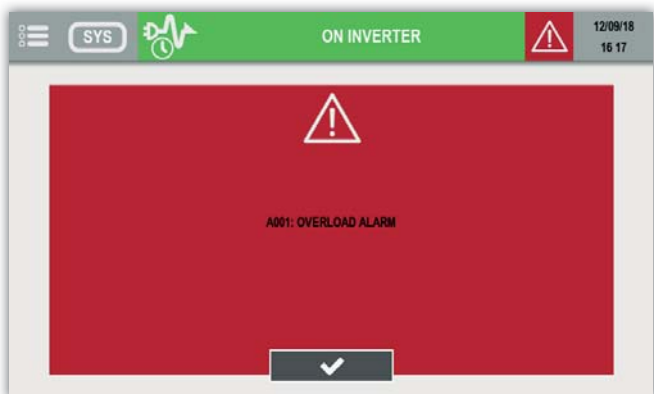 SYS
ON INVERTER
12/09/18
16 17
A001: OVERLOAD ALARM